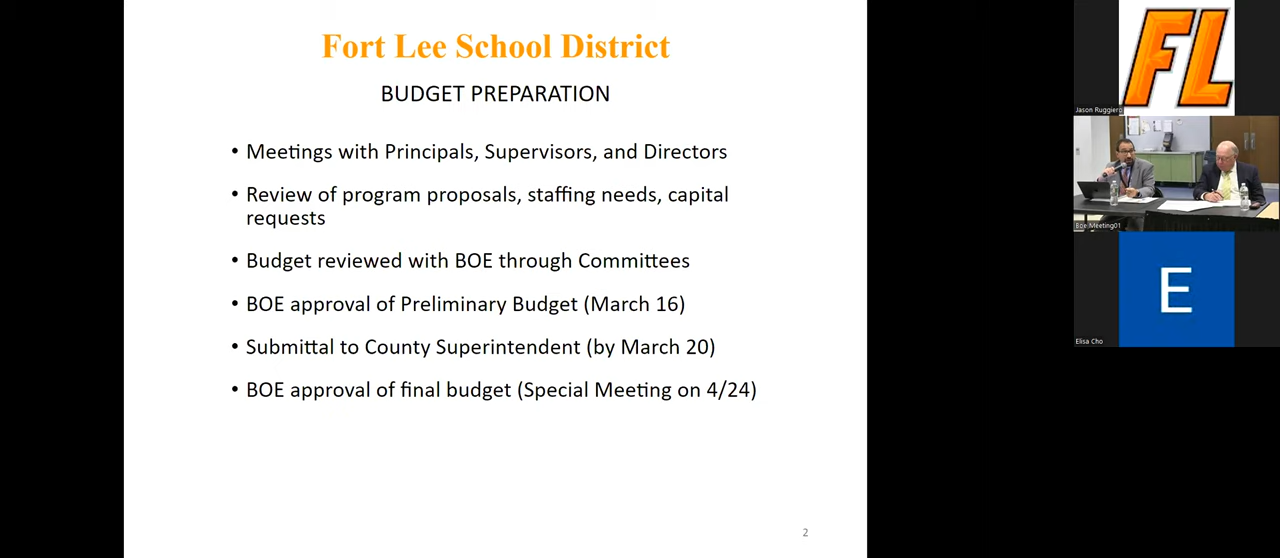 Fort Lee School District
BUDGET PREPARATION
• Meetings with Principals, Supervisors, and Directors
• Review of program proposals, staffing needs, capital
requests
• Budget reviewed with BOE through Committees
• BOE approval of Preliminary Budget (March 16)
• Submittal to County Superintendent (by March 20)
• BOE approval of final budget (Special Meeting on 4/24)
2
FL
Jason Ruggiero
Boe Meeting01
E
Elisa Cho